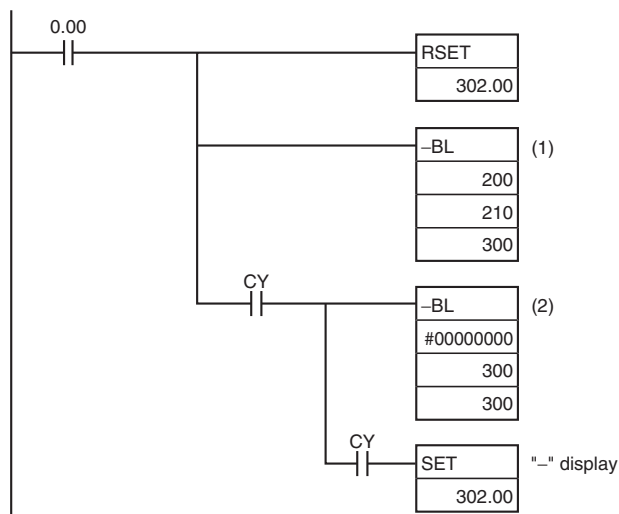 0.00
RSET
302.00
–BL (1)
200
210
300
CY
–BL (2)
#00000000
300
300
CY
SET "–" display
302.00